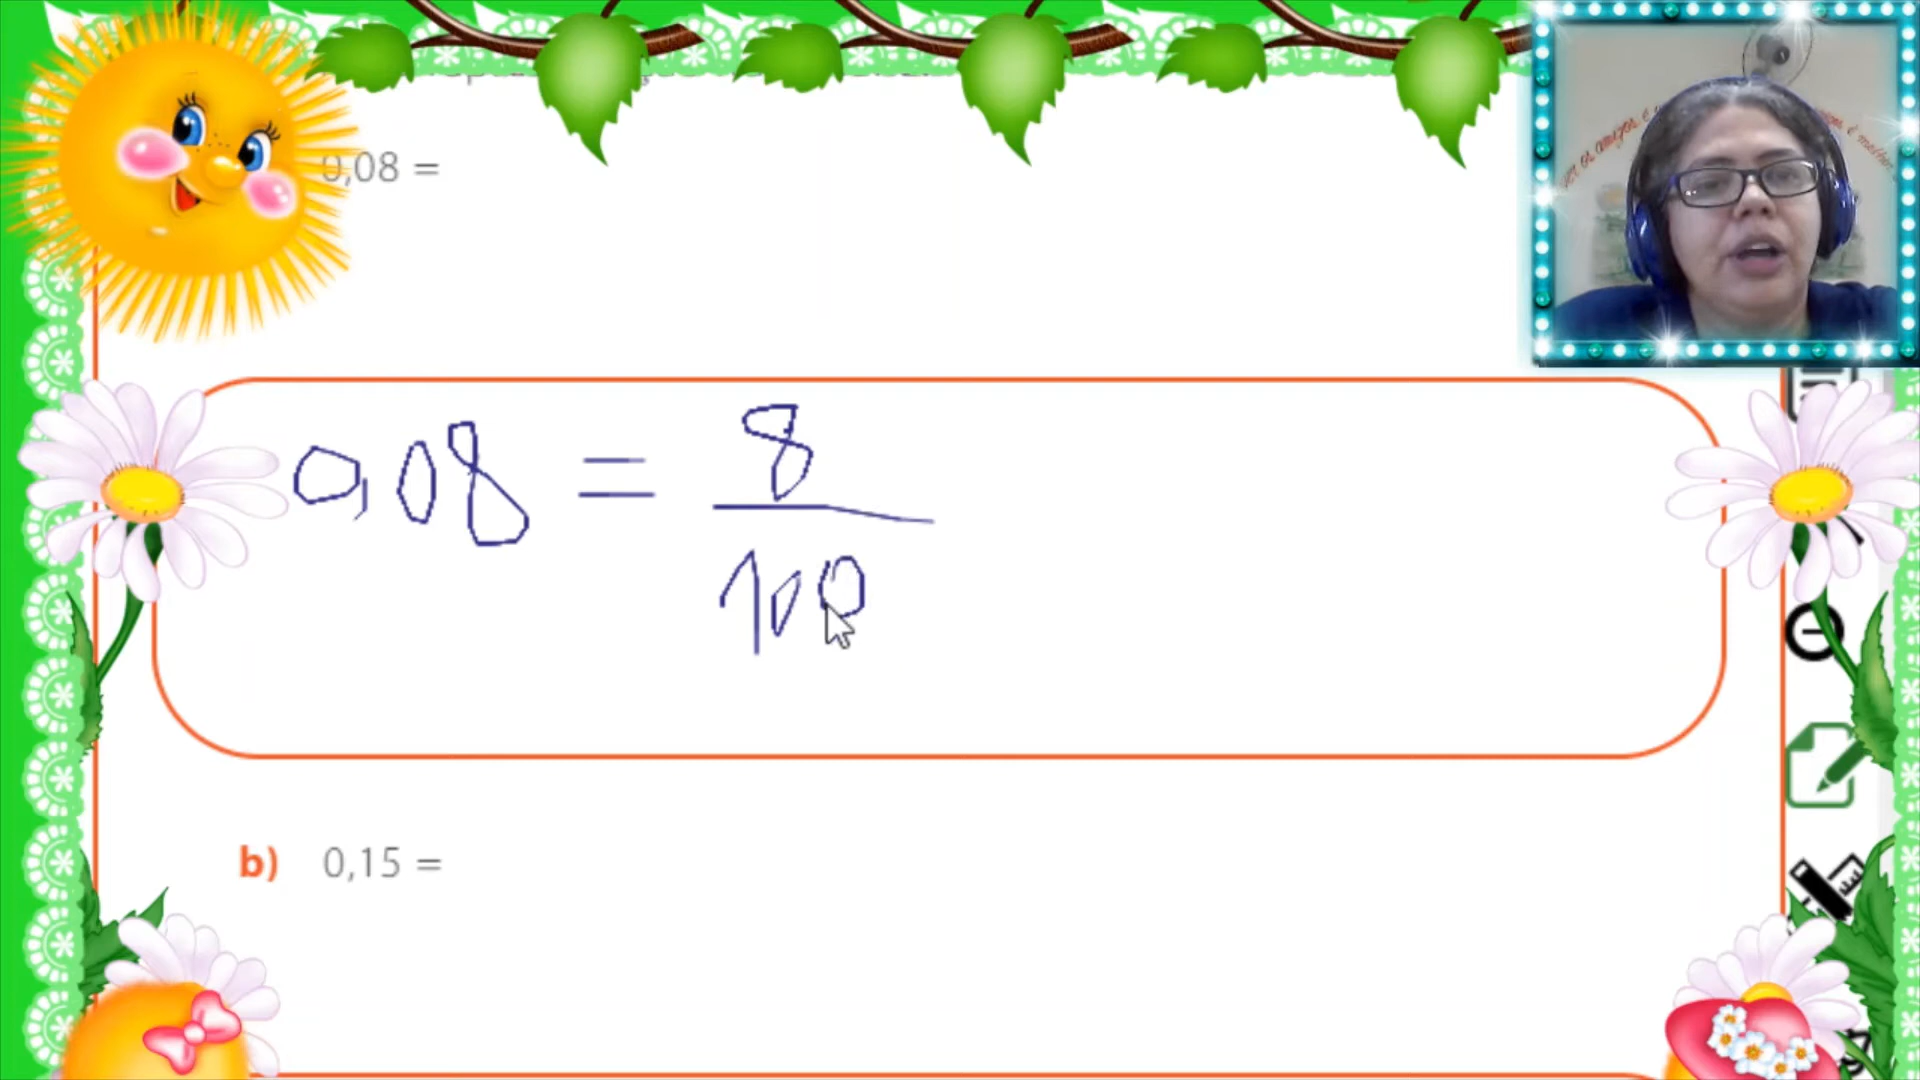 0,08 =
0,08 = 8
100
b) 0,15 =